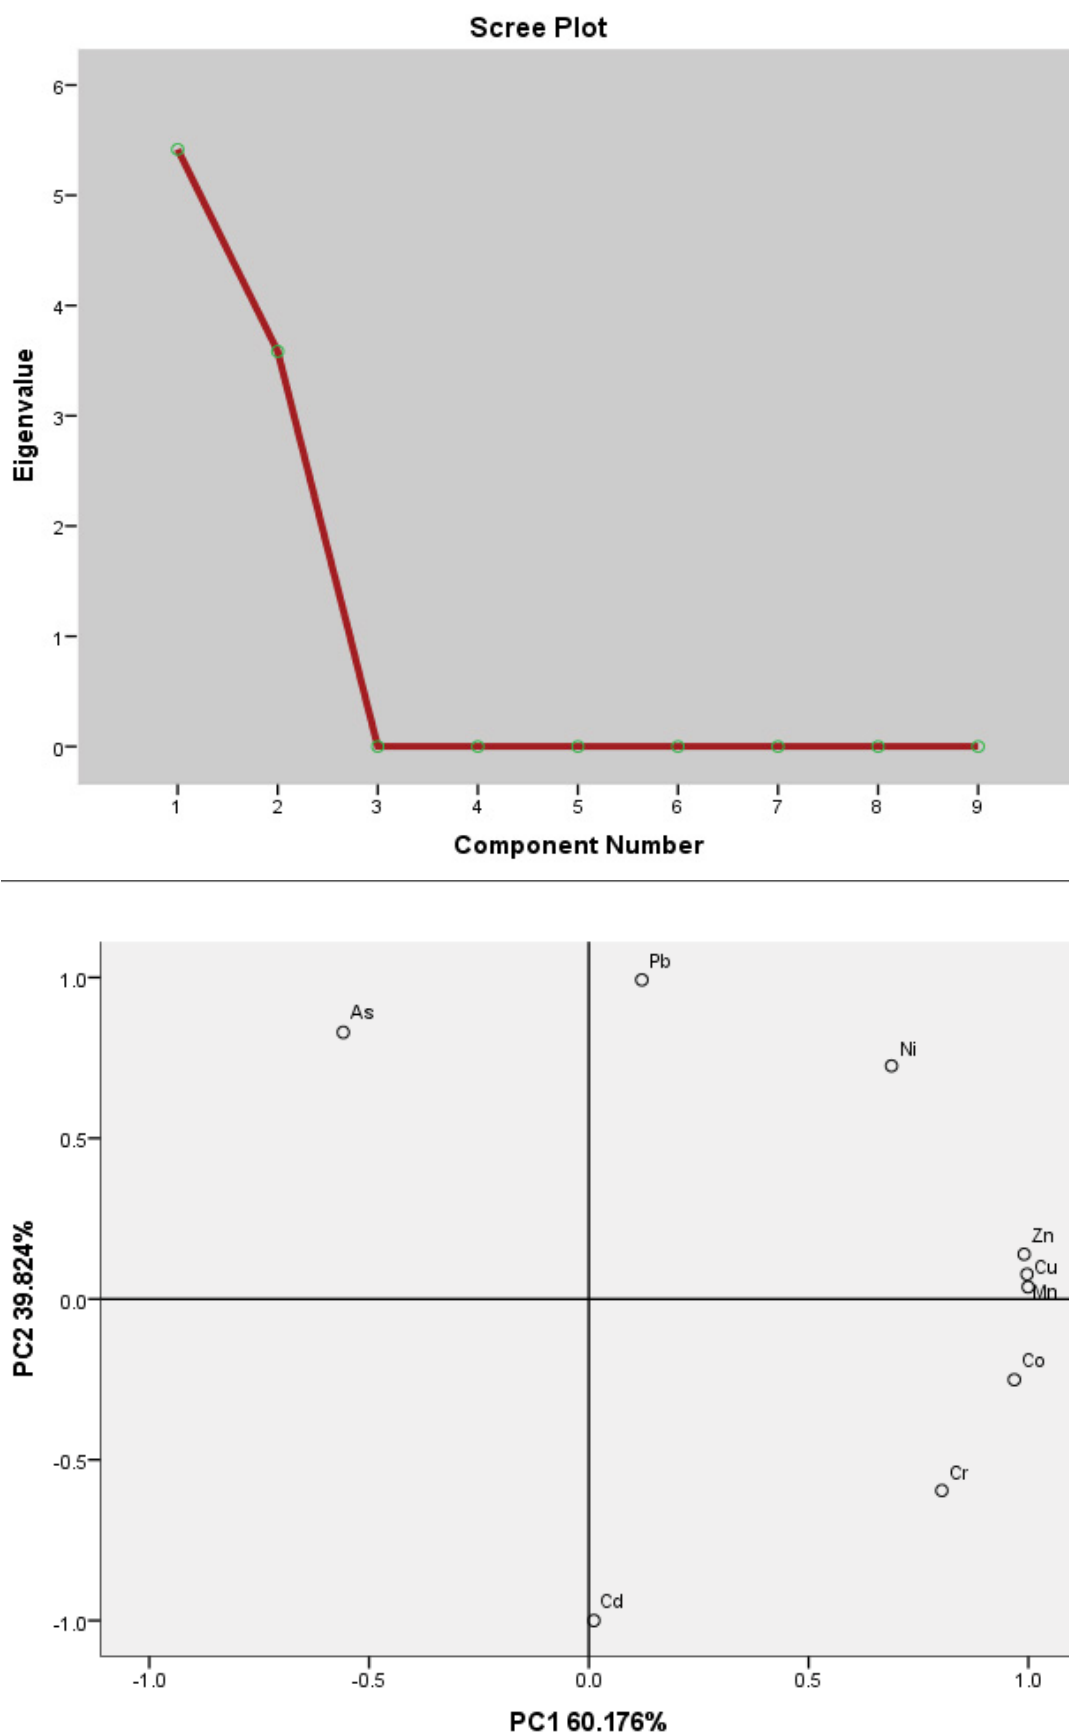 Scree Plot
6
5
4
3
2
1
0
Eigenvalue
1 2 3 4 5 6 7 8 9
Component Number
Pb
As
Ni
Zn
Cu
Mn
Co
Cr
Cd
1.0
0.5
0.0
-0.5
-1.0
PC2 39.824%
-1.0 -0.5 0.0 0.5 1.0
PC1 60.176%